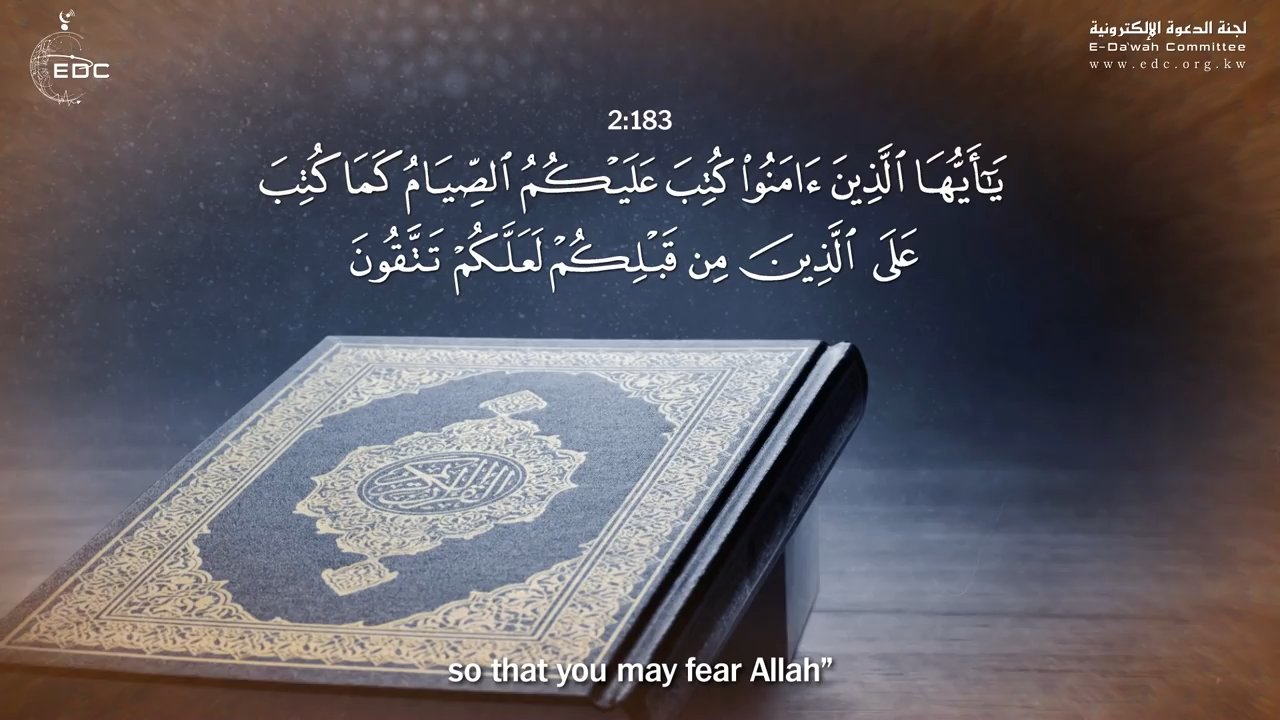 EDC
لجنة الدعوة الإلكترونية
E-Da'wah Committee
www.edc.org.kw
2:183
يَـٰٓأَيُّهَا ٱلَّذِينَ ءَامَنُوا۟ كُتِبَ عَلَيْكُمُ ٱلصِّيَامُ كَمَا كُتِبَ
عَلَى ٱلَّذِينَ مِن قَبْلِكُمْ لَعَلَّكُمْ تَتَّقُونَ
so that you may fear Allah”